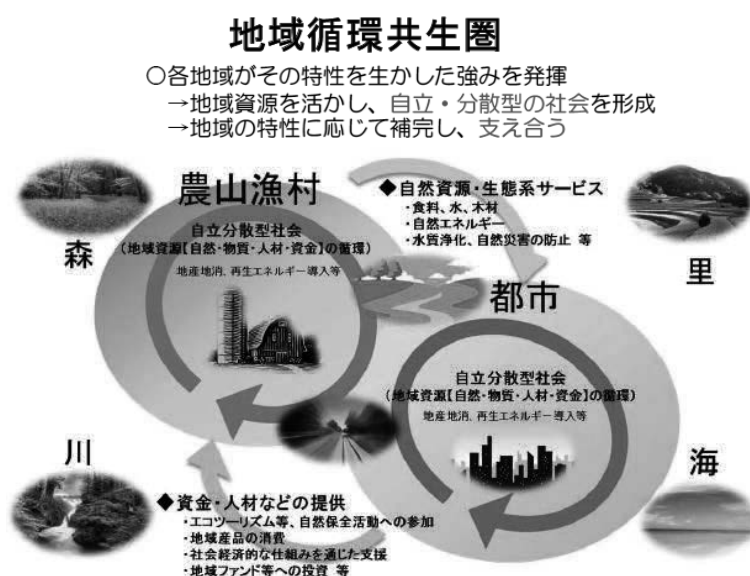 地域循環共生圏
○各地域がその特性を生かした強みを発揮
→地域資源を活かし、自立・分散型の社会を形成
→地域の特性に応じて補完し、支え合う
農山漁村
◆自然資源・生態系サービス
・食料、水、木材
・自然エネルギー
・水質浄化、自然災害の防止 等
森
自立分散型社会
(地域資源【自然・物質・人材・資金】の循環)
地産地消、再生エネルギー導入等
里
都市
自立分散型社会
(地域資源【自然・物質・人材・資金】の循環)
地産地消、再生エネルギー導入等
川
海
◆資金・人材などの提供
・エコツーリズム等、自然保全活動への参加
・地域産品の消費
・社会経済的な仕組みを通じた支援
・地域ファンド等への投資 等